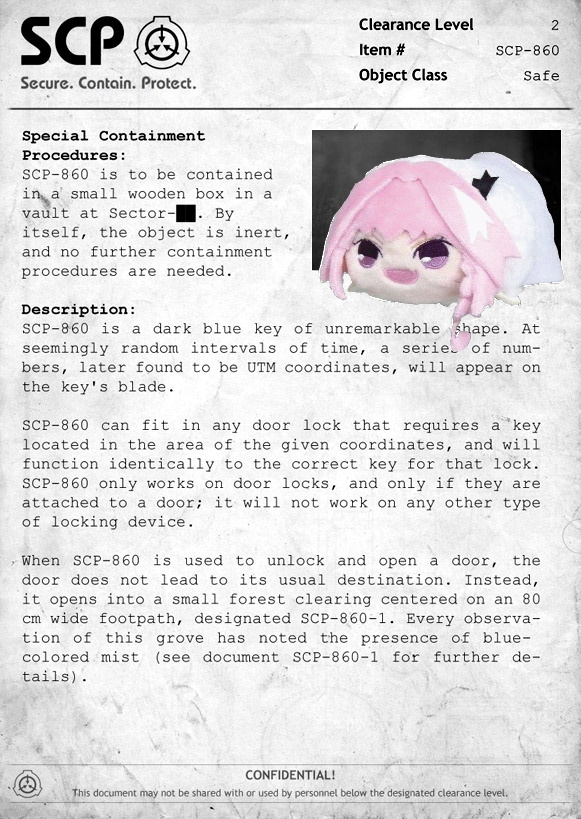 SCP
Secure. Contain. Protect.
Clearance Level 2
Item # SCP-860
Object Class Safe
Special Containment
Procedures:
SCP-860 is to be contained
in a small wooden box in a
vault at Sector-██. By
itself, the object is inert,
and no further containment
procedures are needed.
Description:
SCP-860 is a dark blue key of unremarkable shape. At
seemingly random intervals of time, a series of num-
bers, later found to be UTM coordinates, will appear on
the key's blade.
SCP-860 can fit in any door lock that requires a key
located in the area of the given coordinates, and will
function identically to the correct key for that lock.
SCP-860 only works on door locks, and only if they are
attached to a door; it will not work on any other type
of locking device.
When SCP-860 is used to unlock and open a door, the
door does not lead to its usual destination. Instead,
it opens into a small forest clearing centered on an 80
cm wide footpath, designated SCP-860-1. Every observa-
tion of this grove has noted the presence of blue-
colored mist (see document SCP-860-1 for further de-
tails).
CONFIDENTIAL!
This document may not be shared with or used by personnel below the designated clearance level.